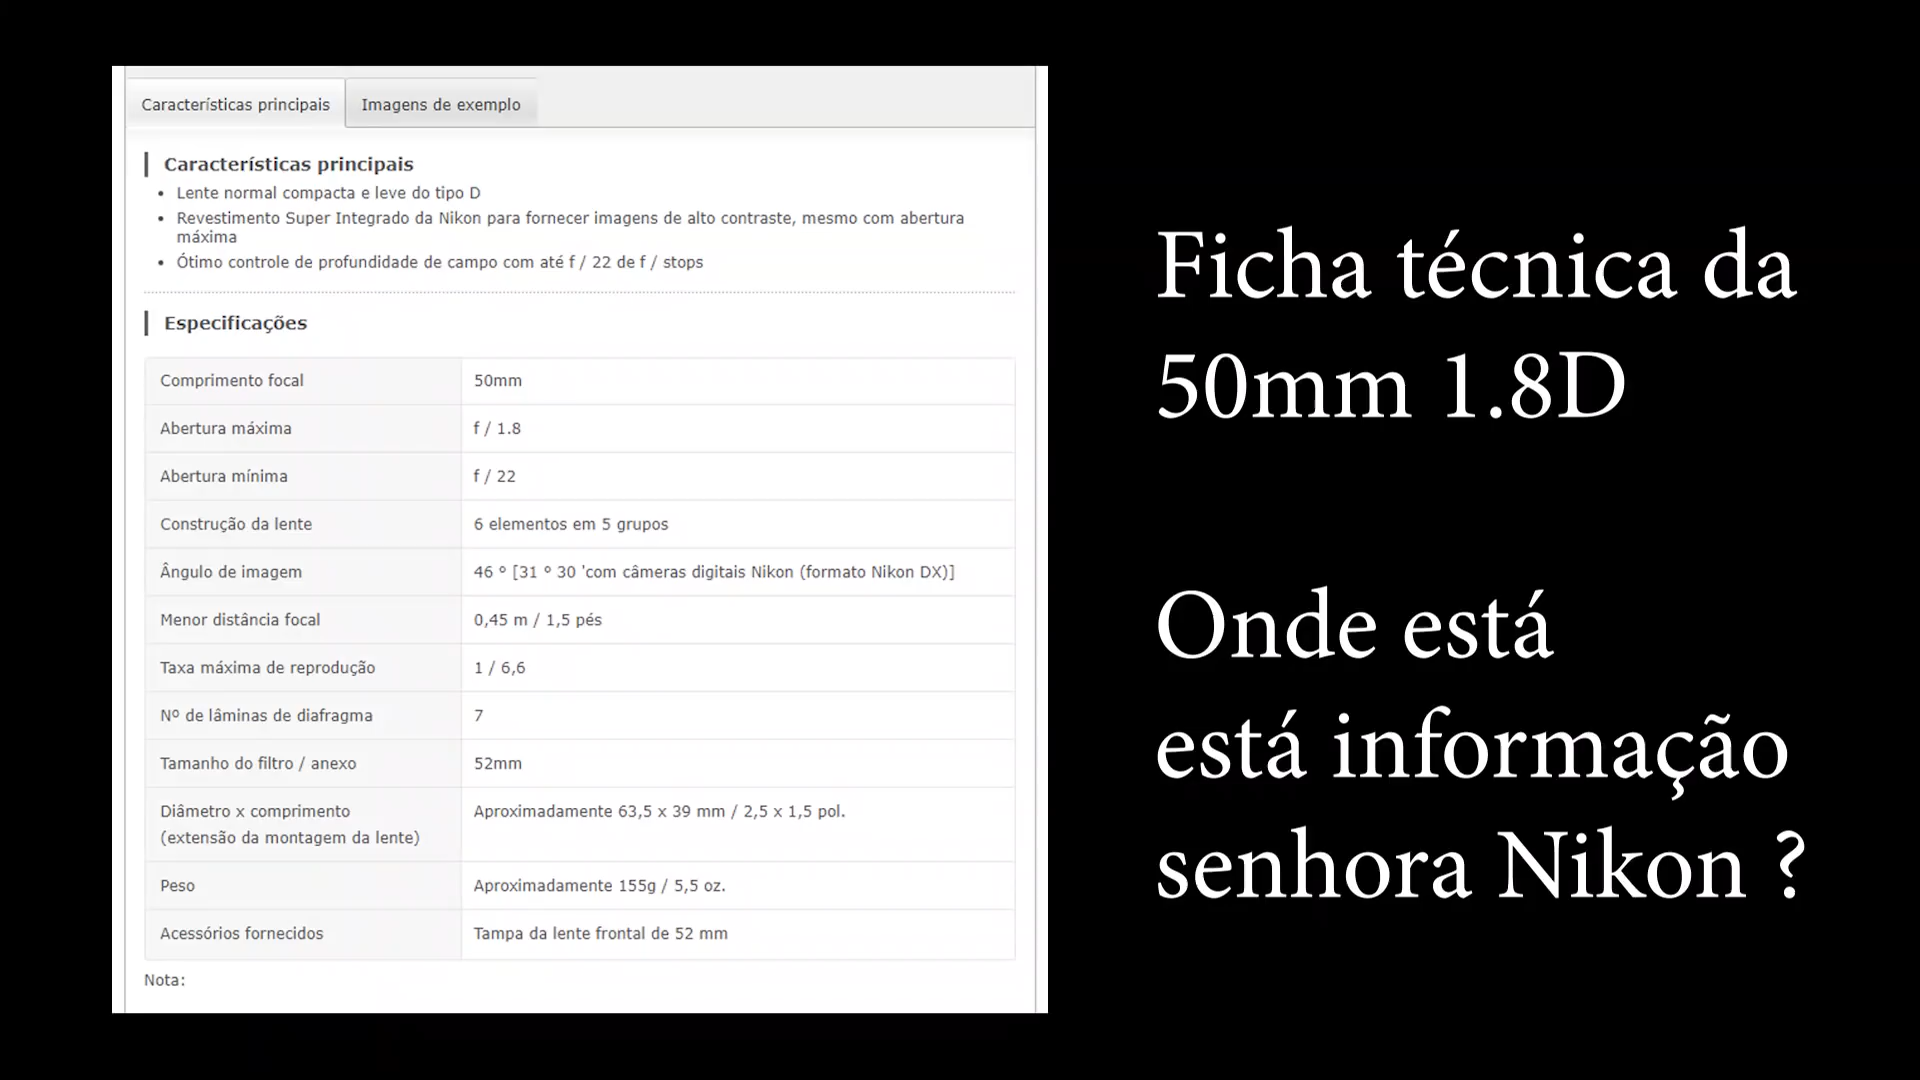 Características principais
Imagens de exemplo
Características principais
• Lente normal compacta e leve do tipo D
• Revestimento Super Integrado da Nikon para fornecer imagens de alto contraste, mesmo com abertura
máxima
• Ótimo controle de profundidade de campo com até f / 22 de f / stops
Especificações
Comprimento focal 50mm
Abertura máxima f / 1.8
Abertura mínima f / 22
Construção da lente 6 elementos em 5 grupos
Ângulo de imagem 46 º [31 º 30 'com câmeras digitais Nikon (formato Nikon DX)]
Menor distância focal 0,45 m / 1,5 pés
Taxa máxima de reprodução 1 / 6,6
Nº de lâminas de diafragma 7
Tamanho do filtro / anexo 52mm
Diâmetro x comprimento Aproximadamente 63,5 x 39 mm / 2,5 x 1,5 pol.
(extensão da montagem da lente)
Peso Aproximadamente 155g / 5,5 oz.
Acessórios fornecidos Tampa da lente frontal de 52 mm
Nota:
Ficha técnica da
50mm 1.8D
Onde está
está informação
senhora Nikon ?